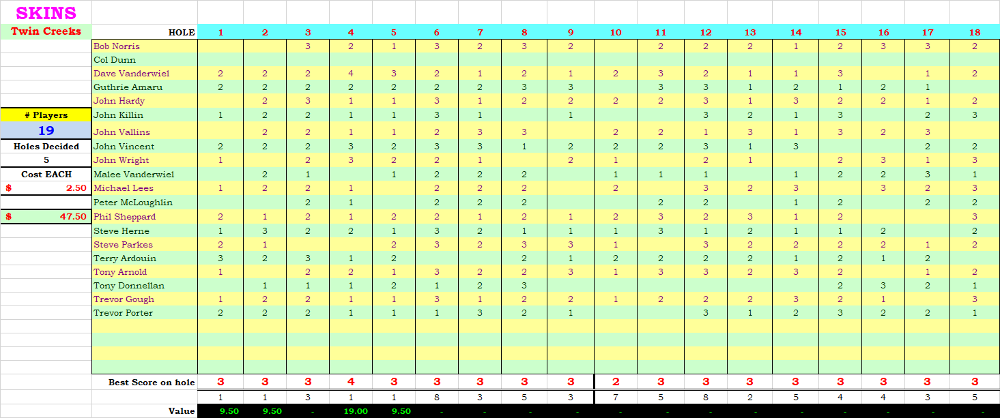 SKINS
Twin Creeks HOLE 1 2 3 4 5 6 7 8 9 10 11 12 13 14 15 16 17 18
Bob Norris 3 2 1 3 2 3 2 2 2 2 1 2 3 3 2
Col Dunn
Dave Vanderwiel 2 2 2 4 3 2 1 2 1 2 3 2 1 1 3 1 2
Guthrie Amaru 2 2 2 2 2 2 2 3 3 3 3 1 2 1 2 1
John Hardy 2 3 1 1 3 1 2 2 2 2 3 1 3 2 2 1 2
# Players John Killin 1 2 2 1 1 3 1 1 3 2 1 3 2 3
19 John Vallins 2 2 1 1 2 3 3 2 2 1 3 1 3 2 3
Holes Decided John Vincent 2 2 2 3 2 3 3 1 2 2 2 3 1 3 2 2
5 John Wright 1 2 3 2 2 1 2 1 2 1 2 3 1 3
Cost EACH Malee Vanderwiel 2 1 1 2 2 2 1 1 1 1 2 2 3 1
$ 2.50 Michael Lees 1 2 2 1 2 2 2 2 3 2 3 3 2 3
Peter McLoughlin 2 1 2 2 2 2 2 1 2 2 2
$ 47.50 Phil Sheppard 2 1 2 1 2 2 1 2 1 2 3 2 3 1 2 3
Steve Herne 1 3 2 2 1 3 2 1 1 1 3 1 2 1 1 2 2
Steve Parkes 2 1 2 3 2 3 3 1 3 2 2 2 2 1 2
Terry Ardouin 3 2 3 1 2 2 1 2 2 2 2 1 2 1 2
Tony Arnold 1 2 2 1 3 2 2 3 1 3 3 2 3 2 1 2
Tony Donnellan 1 1 1 2 1 2 3 2 3 2 1
Trevor Gough 1 2 2 1 1 3 1 2 2 1 2 2 2 3 2 1 3
Trevor Porter 2 2 2 1 1 1 3 2 1 3 1 2 3 2 2 1
Best Score on hole 3 3 3 4 3 3 3 3 3 2 3 3 3 3 3 3 3 3
1 1 3 1 1 8 3 5 3 7 5 8 2 5 4 4 3 5
Value 9.50 9.50 - 19.00 9.50 - - - - - - - - - - - - -